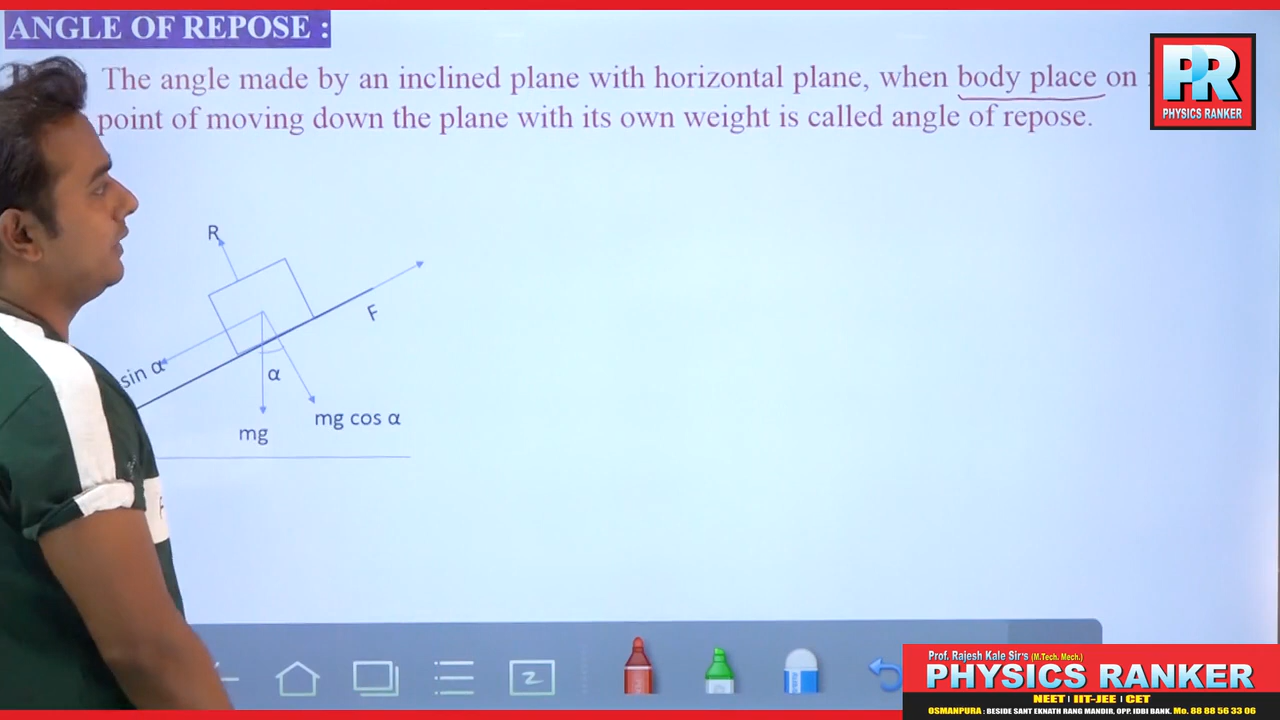 ANGLE OF REPOSE :
The angle made by an inclined plane with horizontal plane, when body place on
point of moving down the plane with its own weight is called angle of repose.
PR
PHYSICS RANKER
R
F
sin α
α
mg cos α
mg
Prof. Rajesh Kale Sir's (M.Tech. Mech.)
PHYSICS RANKER
NEET | IIT-JEE | CET
OSMANPURA : BESIDE SANT EKNATH RANG MANDIR, OPP. IDBI BANK. Mo. 88 88 56 33 06